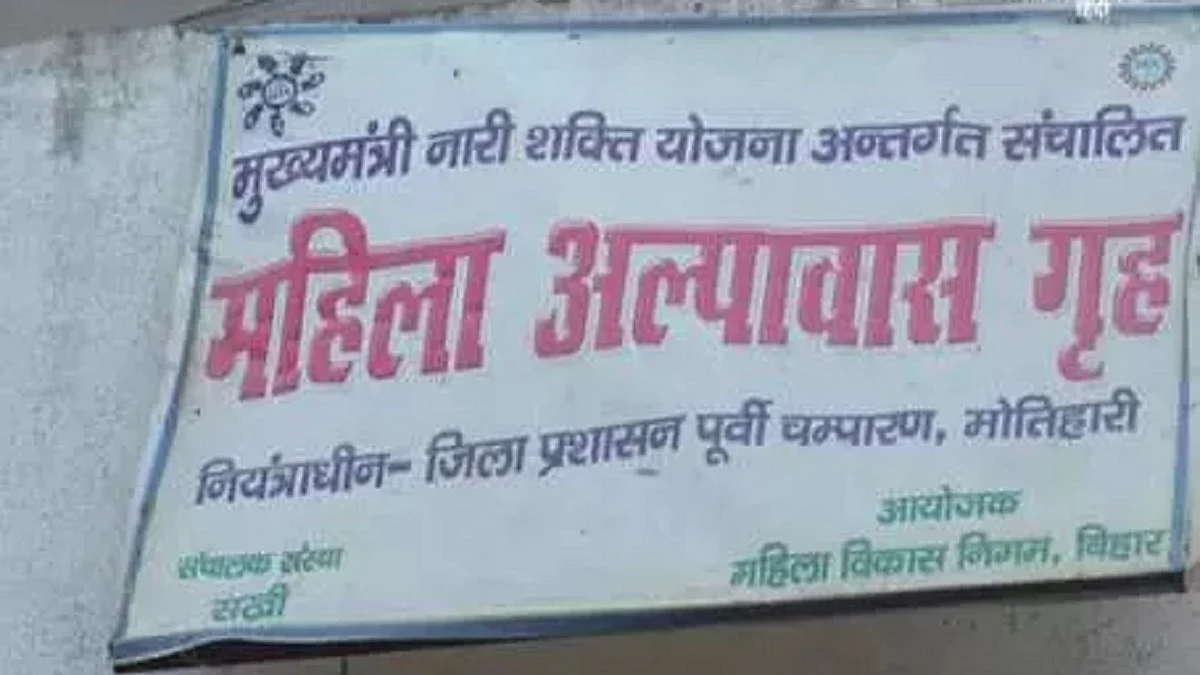 हिंदी
मुख्यमंत्री नारी शक्ति योजना अन्तर्गत संचालित
महिला अल्पावास गृह
नियंत्राधीन- जिला प्रशासन पूर्वी चम्पारण, मोतिहारी
संचालक संस्था
सखी
आयोजक
महिला विकास निगम, बिहार